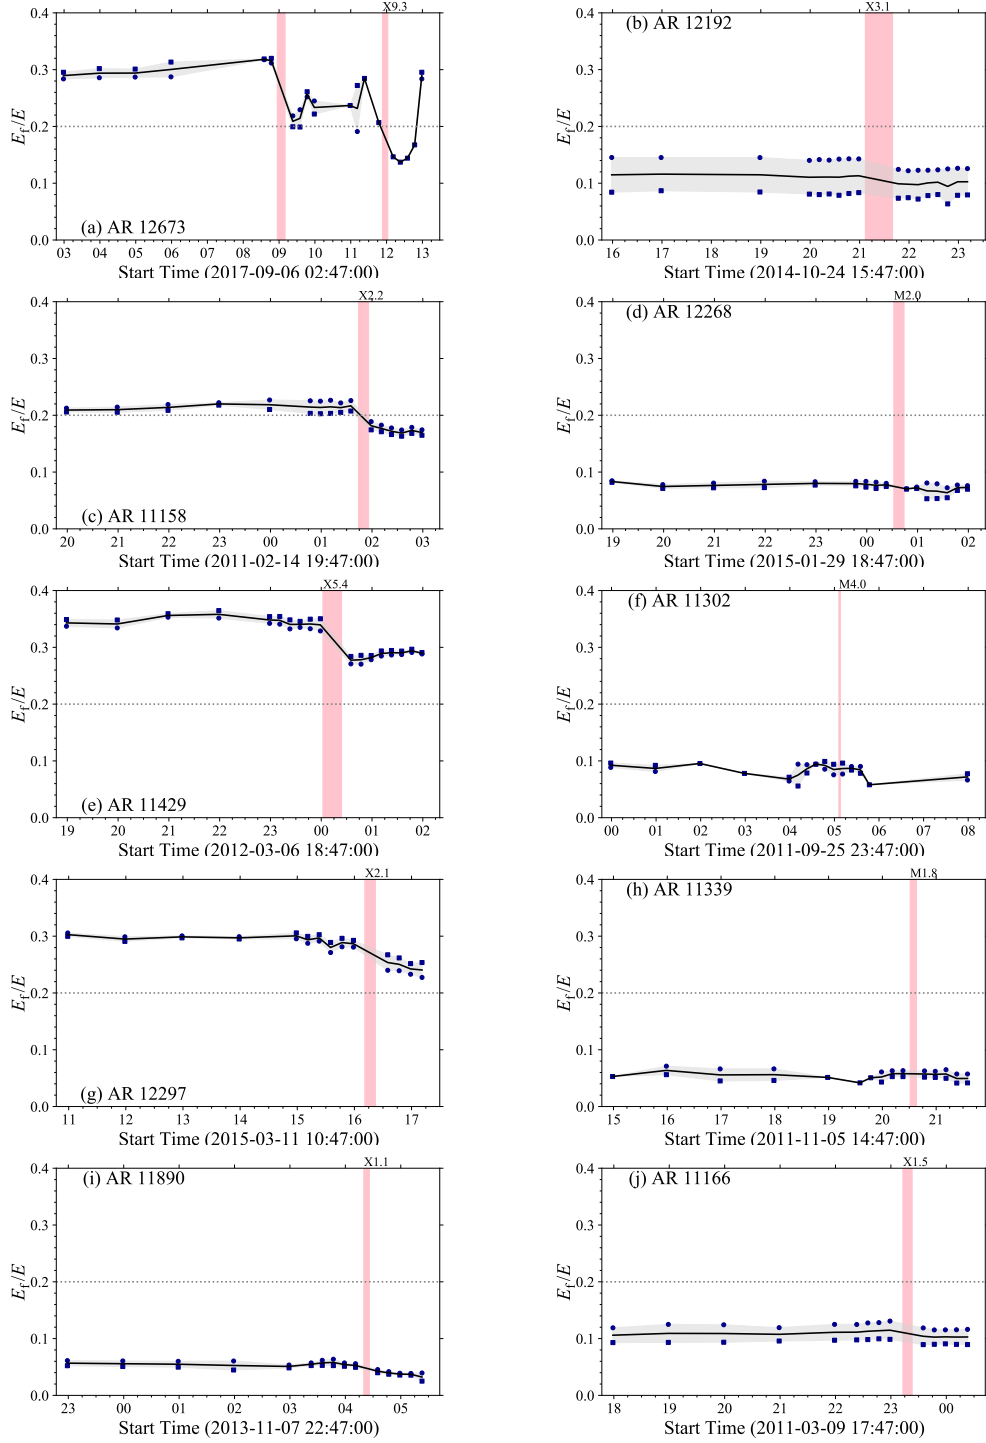 X9.3
0.4
0.3
0.2
0.1
0.0
E_f/E
(a) AR 12673
03 04 05 06 07 08 09 10 11 12 13
Start Time (2017-09-06 02:47:00)
X3.1
0.4
0.3
0.2
0.1
0.0
E_f/E
(b) AR 12192
16 17 18 19 20 21 22 23
Start Time (2014-10-24 15:47:00)
X2.2
0.4
0.3
0.2
0.1
0.0
E_f/E
(c) AR 11158
20 21 22 23 00 01 02 03
Start Time (2011-02-14 19:47:00)
M2.0
0.4
0.3
0.2
0.1
0.0
E_f/E
(d) AR 12268
19 20 21 22 23 00 01 02
Start Time (2015-01-29 18:47:00)
X5.4
0.4
0.3
0.2
0.1
0.0
E_f/E
(e) AR 11429
19 20 21 22 23 00 01 02
Start Time (2012-03-06 18:47:00)
M4.0
0.4
0.3
0.2
0.1
0.0
E_f/E
(f) AR 11302
00 01 02 03 04 05 06 07 08
Start Time (2011-09-25 23:47:00)
X2.1
0.4
0.3
0.2
0.1
0.0
E_f/E
(g) AR 12297
11 12 13 14 15 16 17
Start Time (2015-03-11 10:47:00)
M1.8
0.4
0.3
0.2
0.1
0.0
E_f/E
(h) AR 11339
15 16 17 18 19 20 21
Start Time (2011-11-05 14:47:00)
X1.1
0.4
0.3
0.2
0.1
0.0
E_f/E
(i) AR 11890
23 00 01 02 03 04 05
Start Time (2013-11-07 22:47:00)
X1.5
0.4
0.3
0.2
0.1
0.0
E_f/E
(j) AR 11166
18 19 20 21 22 23 00
Start Time (2011-03-09 17:47:00)